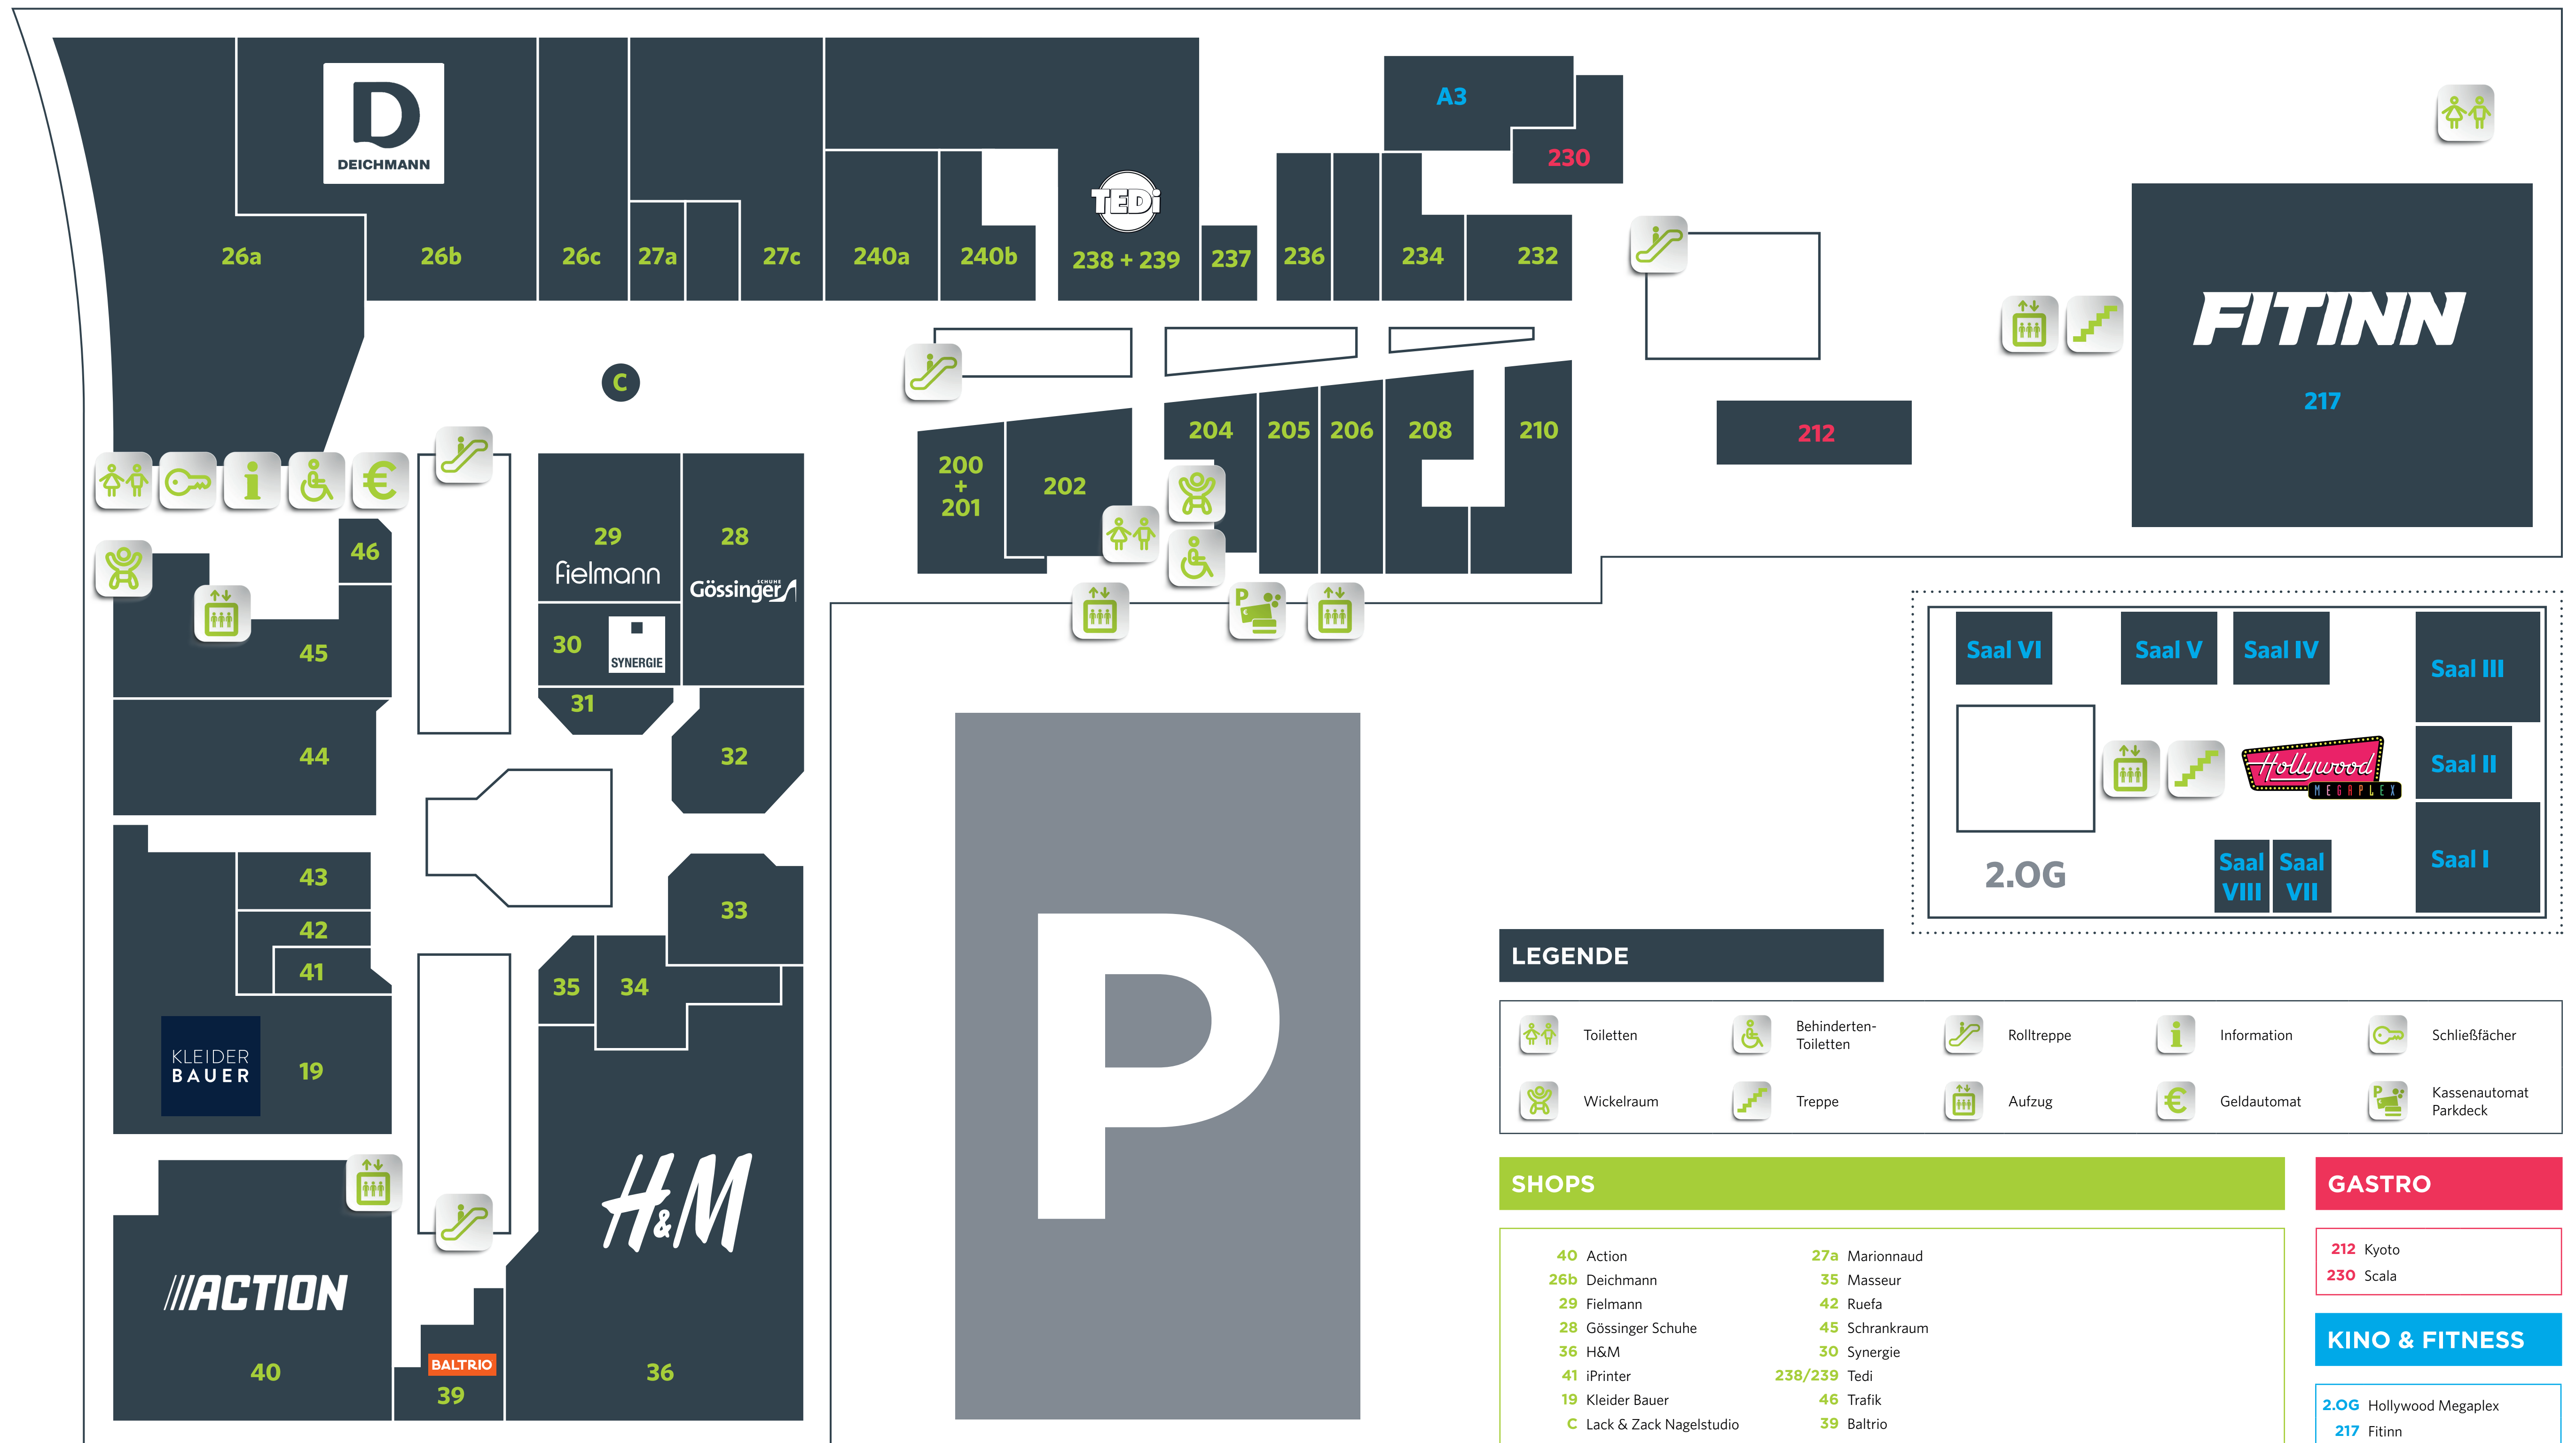 DEICHMANN
26a
26b
26c
27a
27c
240a
240b
TEDi
238 + 239
237
236
234
232
A3
230
FITINN
217
C
200
+
201
202
204
205
206
208
210
212
46
45
44
29
fielmann
28
SCHUHE
Gössinger
30
SYNERGIE
31
32
43
42
41
33
35
34
KLEIDER
BAUER
19
H&M
///ACTION
40
BALTRIO
39
36
P
P
Saal VI
Saal V
Saal IV
Saal III
Hollywood
MEGAPLEX
Saal II
2.OG
Saal
VIII
Saal
VII
Saal I
LEGENDE
Toiletten
Behinderten-
Toiletten
Rolltreppe
Information
Schließfächer
Wickelraum
Treppe
Aufzug
Geldautomat
P
Kassenautomat
Parkdeck
SHOPS
40 Action
26b Deichmann
29 Fielmann
28 Gössinger Schuhe
36 H&M
41 iPrinter
19 Kleider Bauer
C Lack & Zack Nagelstudio
27a Marionnaud
35 Masseur
42 Ruefa
45 Schrankraum
30 Synergie
238/239 Tedi
46 Trafik
39 Baltrio
GASTRO
212 Kyoto
230 Scala
KINO & FITNESS
2.OG Hollywood Megaplex
217 Fitinn